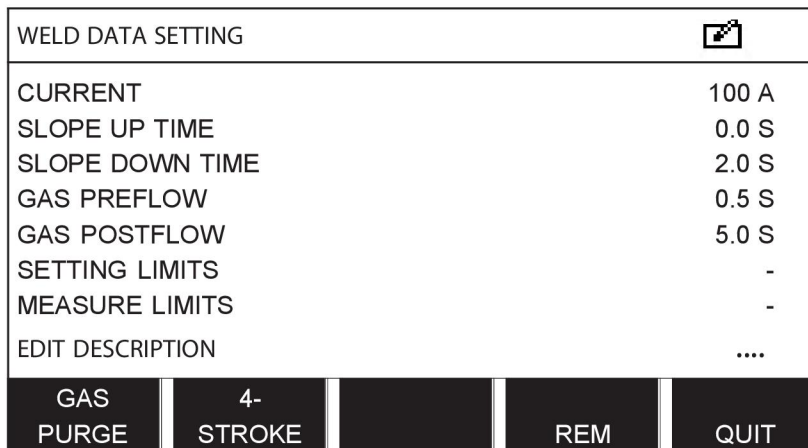 WELD DATA SETTING
CURRENT 100 A
SLOPE UP TIME 0.0 S
SLOPE DOWN TIME 2.0 S
GAS PREFLOW 0.5 S
GAS POSTFLOW 5.0 S
SETTING LIMITS -
MEASURE LIMITS -
EDIT DESCRIPTION ....
GAS 4-
PURGE STROKE REM QUIT